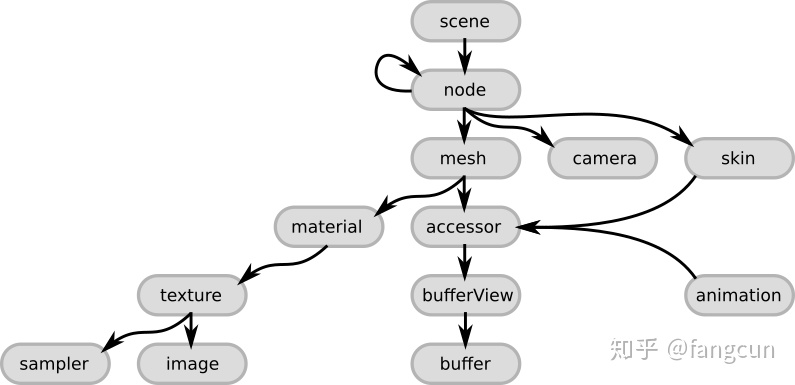 scene
node
mesh
camera
skin
material
accessor
texture
bufferView
animation
sampler
image
buffer
知乎 @fangcun